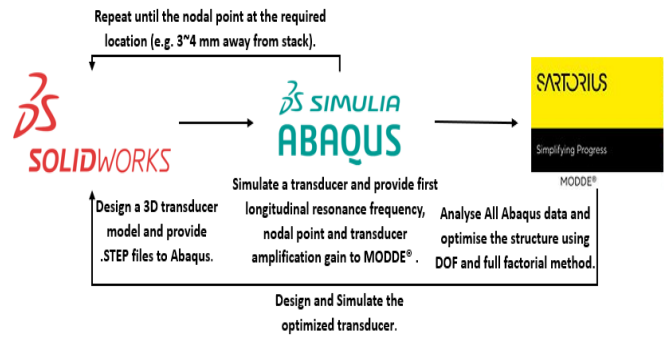 Repeat until the nodal point at the required
location (e.g. 3~4 mm away from stack).
SOLIDWORKS
SIMULIA
ABAQUS
SARTORIUS
Simplifying Progress
MODDE®
Design a 3D transducer
model and provide
.STEP files to Abaqus.
Simulate a transducer and provide first
longitudinal resonance frequency,
nodal point and transducer
amplification gain to MODDE® .
Analyse All Abaqus data and
optimise the structure using
DOF and full factorial method.
Design and Simulate the
optimized transducer.